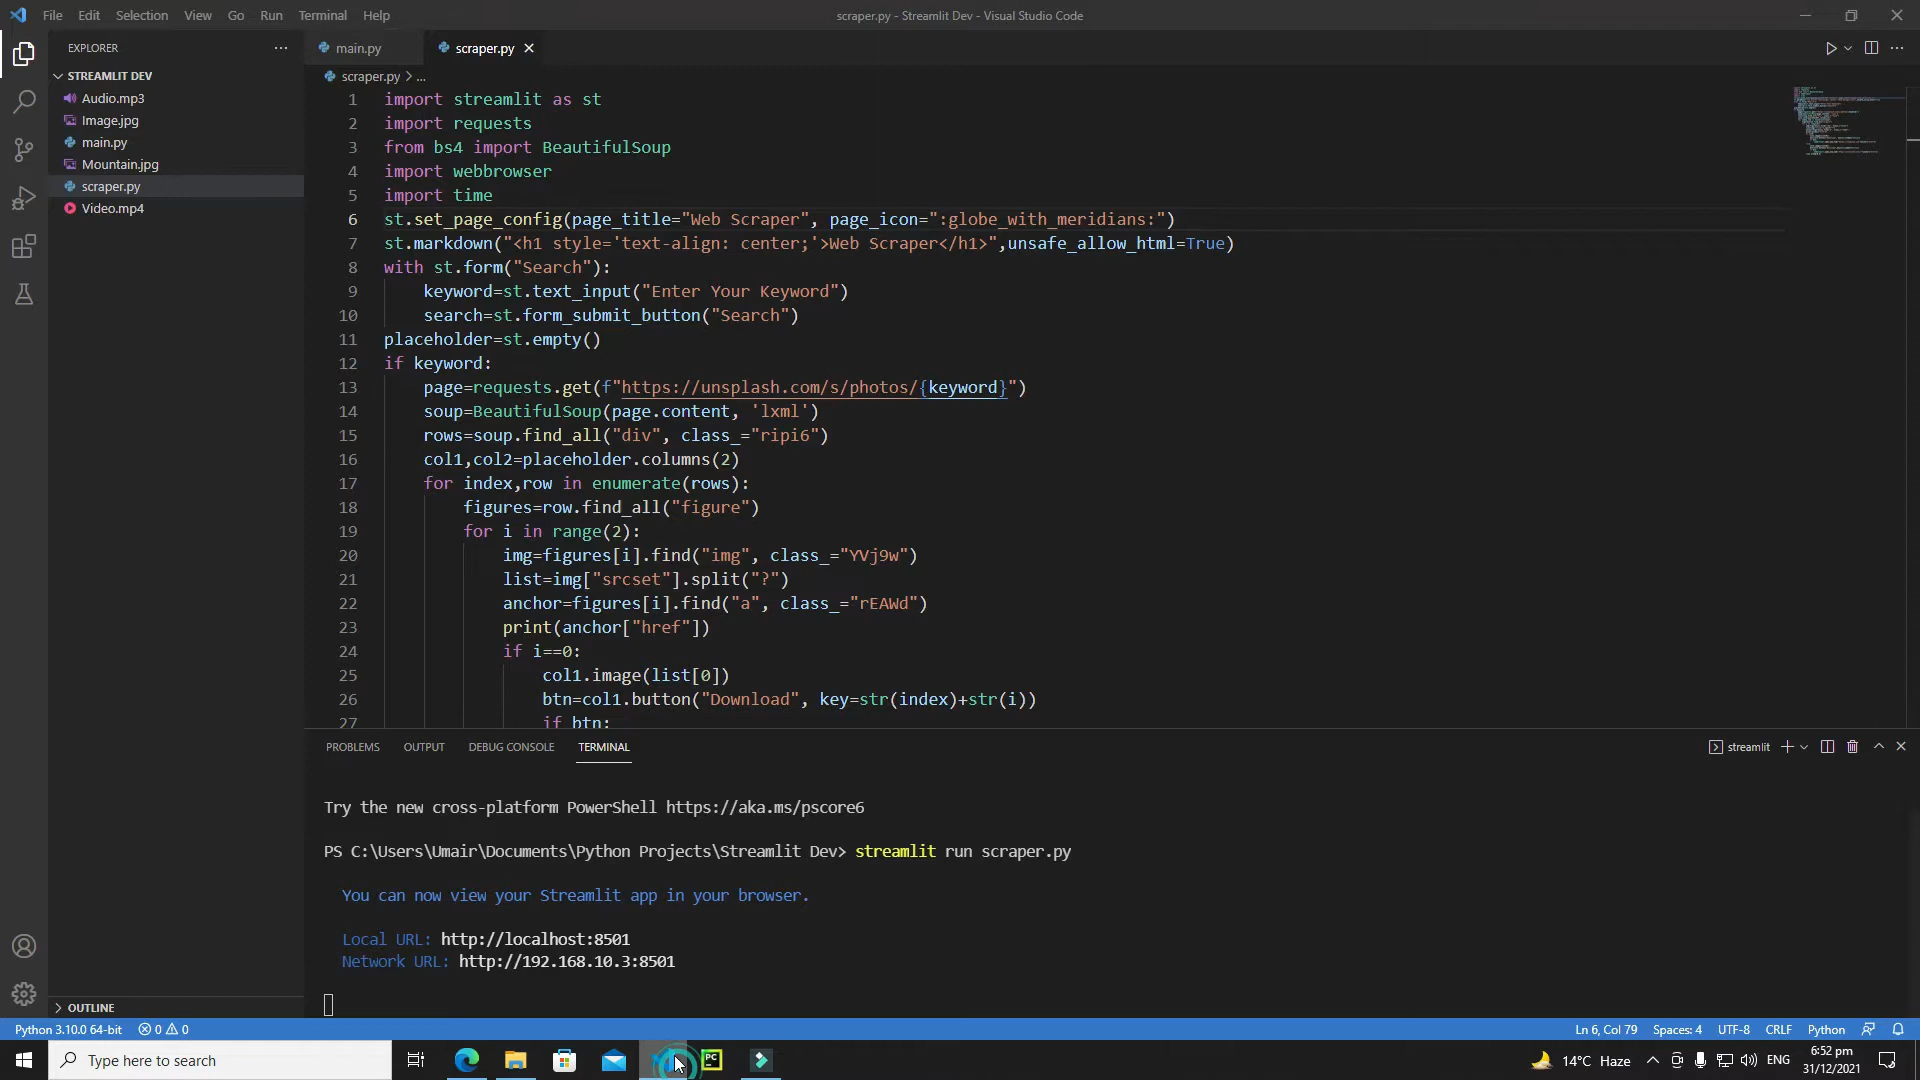 File Edit Selection View Go Run Terminal Help
scraper.py - Streamlit Dev - Visual Studio Code
EXPLORER
STREAMLIT DEV
Audio.mp3
Image.jpg
main.py
Mountain.jpg
scraper.py
Video.mp4
OUTLINE
main.py
scraper.py
scraper.py > ...
1 import streamlit as st
2 import requests
3 from bs4 import BeautifulSoup
4 import webbrowser
5 import time
6 st.set_page_config(page_title="Web Scraper", page_icon=":globe_with_meridians:")
7 st.markdown("<h1 style='text-align: center;'>Web Scraper</h1>",unsafe_allow_html=True)
8 with st.form("Search"):
9 keyword=st.text_input("Enter Your Keyword")
10 search=st.form_submit_button("Search")
11 placeholder=st.empty()
12 if keyword:
13 page=requests.get(f"https://unsplash.com/s/photos/{keyword}")
14 soup=BeautifulSoup(page.content, 'lxml')
15 rows=soup.find_all("div", class_="ripi6")
16 col1,col2=placeholder.columns(2)
17 for index,row in enumerate(rows):
18 figures=row.find_all("figure")
19 for i in range(2):
20 img=figures[i].find("img", class_="YVj9w")
21 list=img["srcset"].split("?")
22 anchor=figures[i].find("a", class_="rEAWd")
23 print(anchor["href"])
24 if i==0:
25 col1.image(list[0])
26 btn=col1.button("Download", key=str(index)+str(i))
27 if btn:
PROBLEMS OUTPUT DEBUG CONSOLE TERMINAL
streamlit
Try the new cross-platform PowerShell https://aka.ms/pscore6
PS C:\Users\Umair\Documents\Python Projects\Streamlit Dev> streamlit run scraper.py
You can now view your Streamlit app in your browser.
Local URL: http://localhost:8501
Network URL: http://192.168.10.3:8501
Python 3.10.0 64-bit 0 0
Ln 6, Col 79 Spaces: 4 UTF-8 CRLF Python
Type here to search
PC
14°C Haze
ENG
6:52 pm
31/12/2021